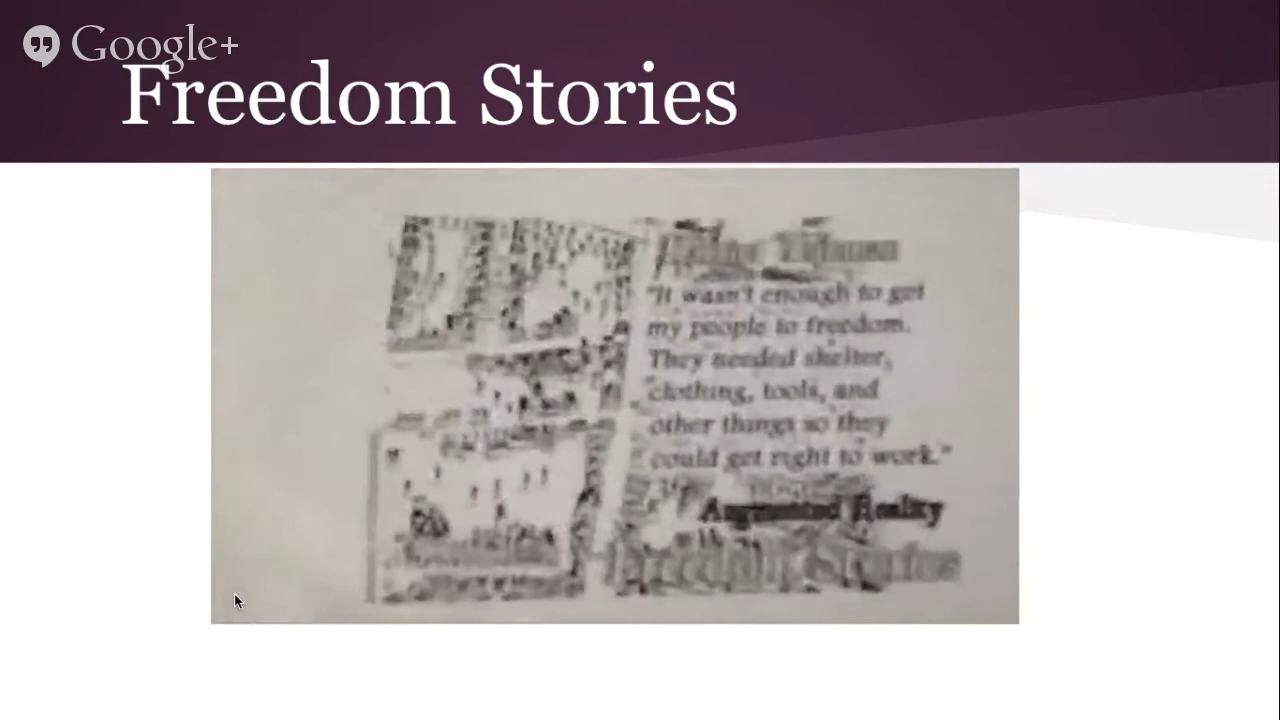 Google+
Freedom Stories
"It wasn't enough to get
my people to freedom.
They needed shelter,
clothing, tools, and
other things so they
could get right to work."
Augmented Reality
Freedom Stories